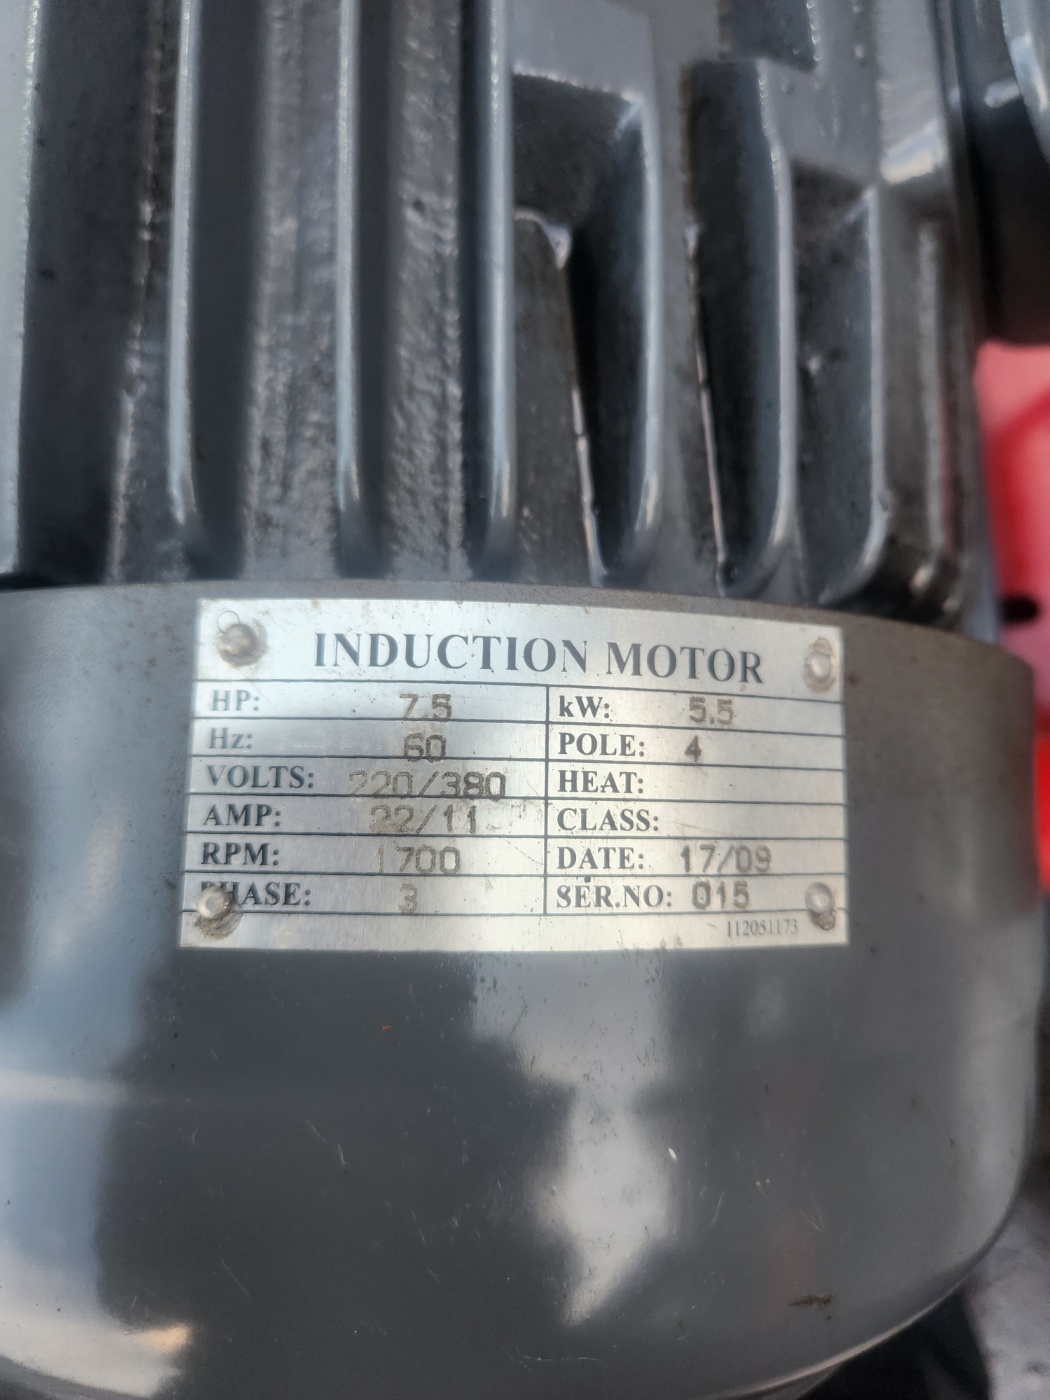 INDUCTION MOTOR
HP: 7.5 kW: 5.5
Hz: 60 POLE: 4
VOLTS: 220/380 HEAT:
AMP: 22/11 CLASS:
RPM: 1700 DATE: 17/09
PHASE: 3 SER.NO: 015
112051173